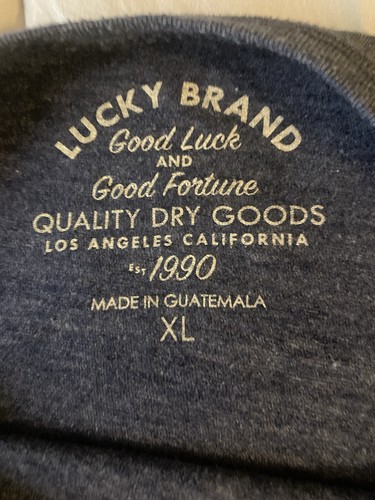 LUCKY BRAND
Good Luck
AND
Good Fortune
QUALITY DRY GOODS
LOS ANGELES CALIFORNIA
EST 1990
MADE IN GUATEMALA
XL